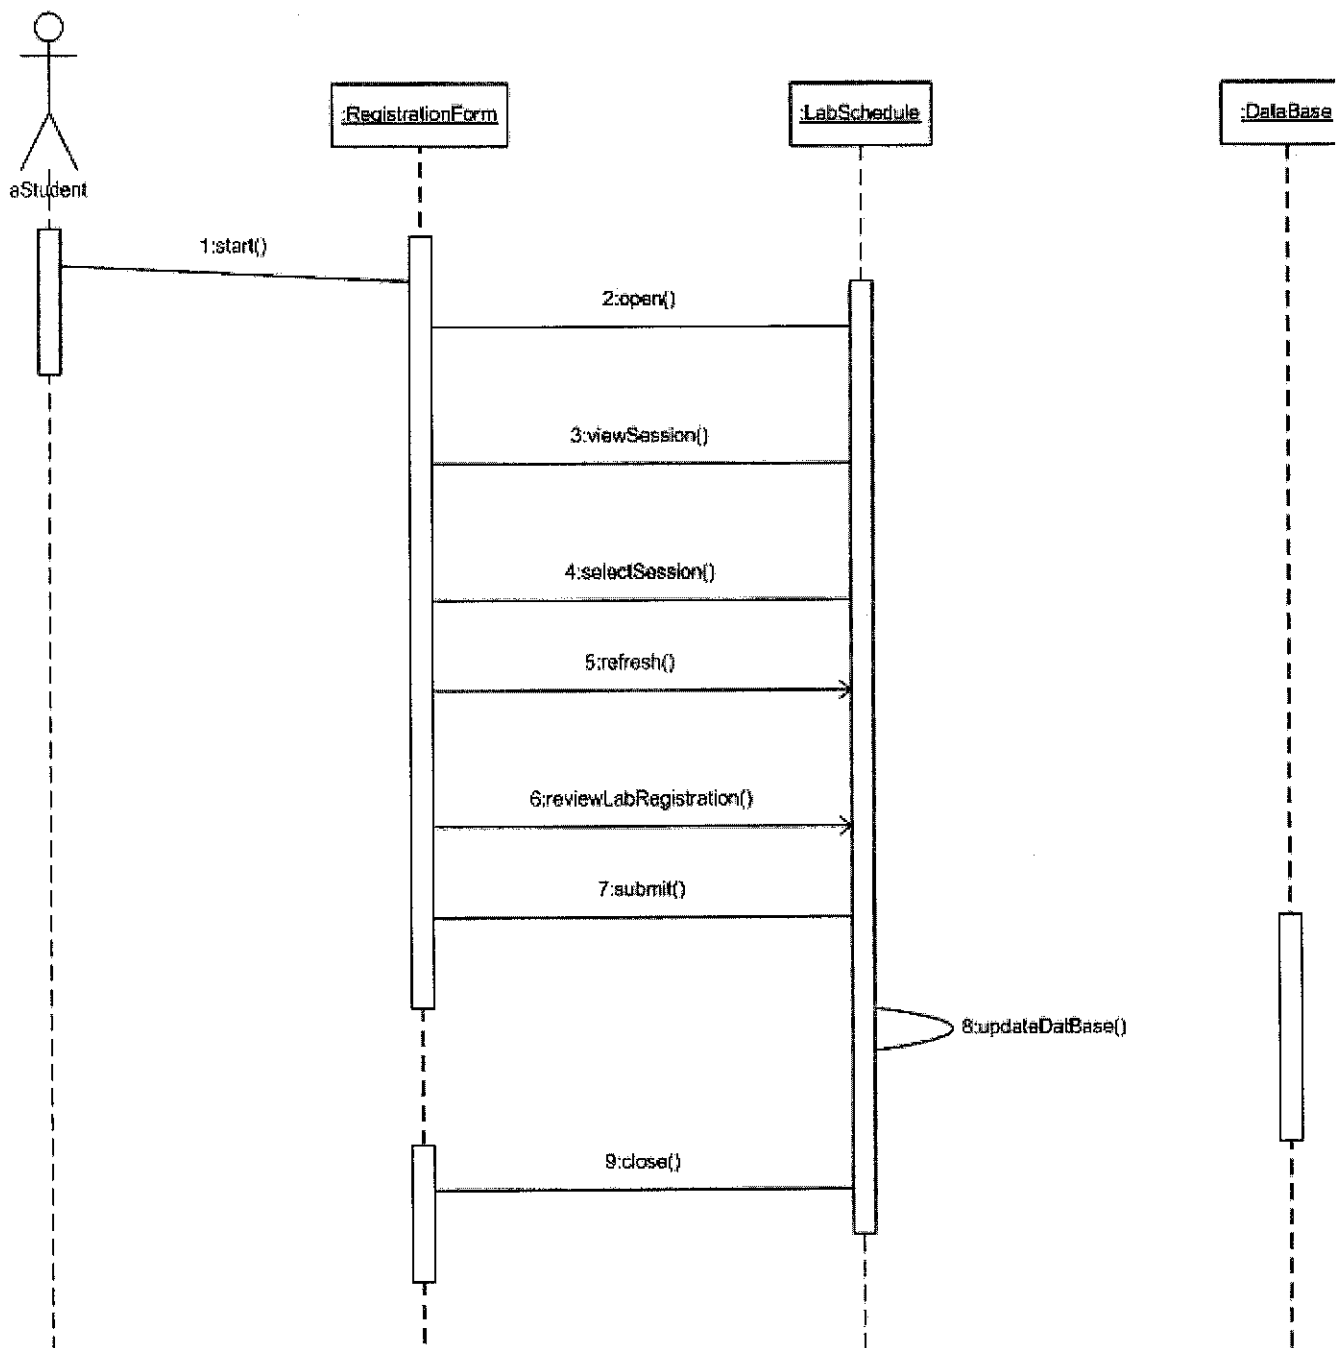 :RegistrationForm
:LabSchedule
:DataBase
aStudent
1:start()
2:open()
3:viewSession()
4:selectSession()
5:refresh()
6:reviewLabRegistration()
7:submit()
8:updateDatBase()
9:close()